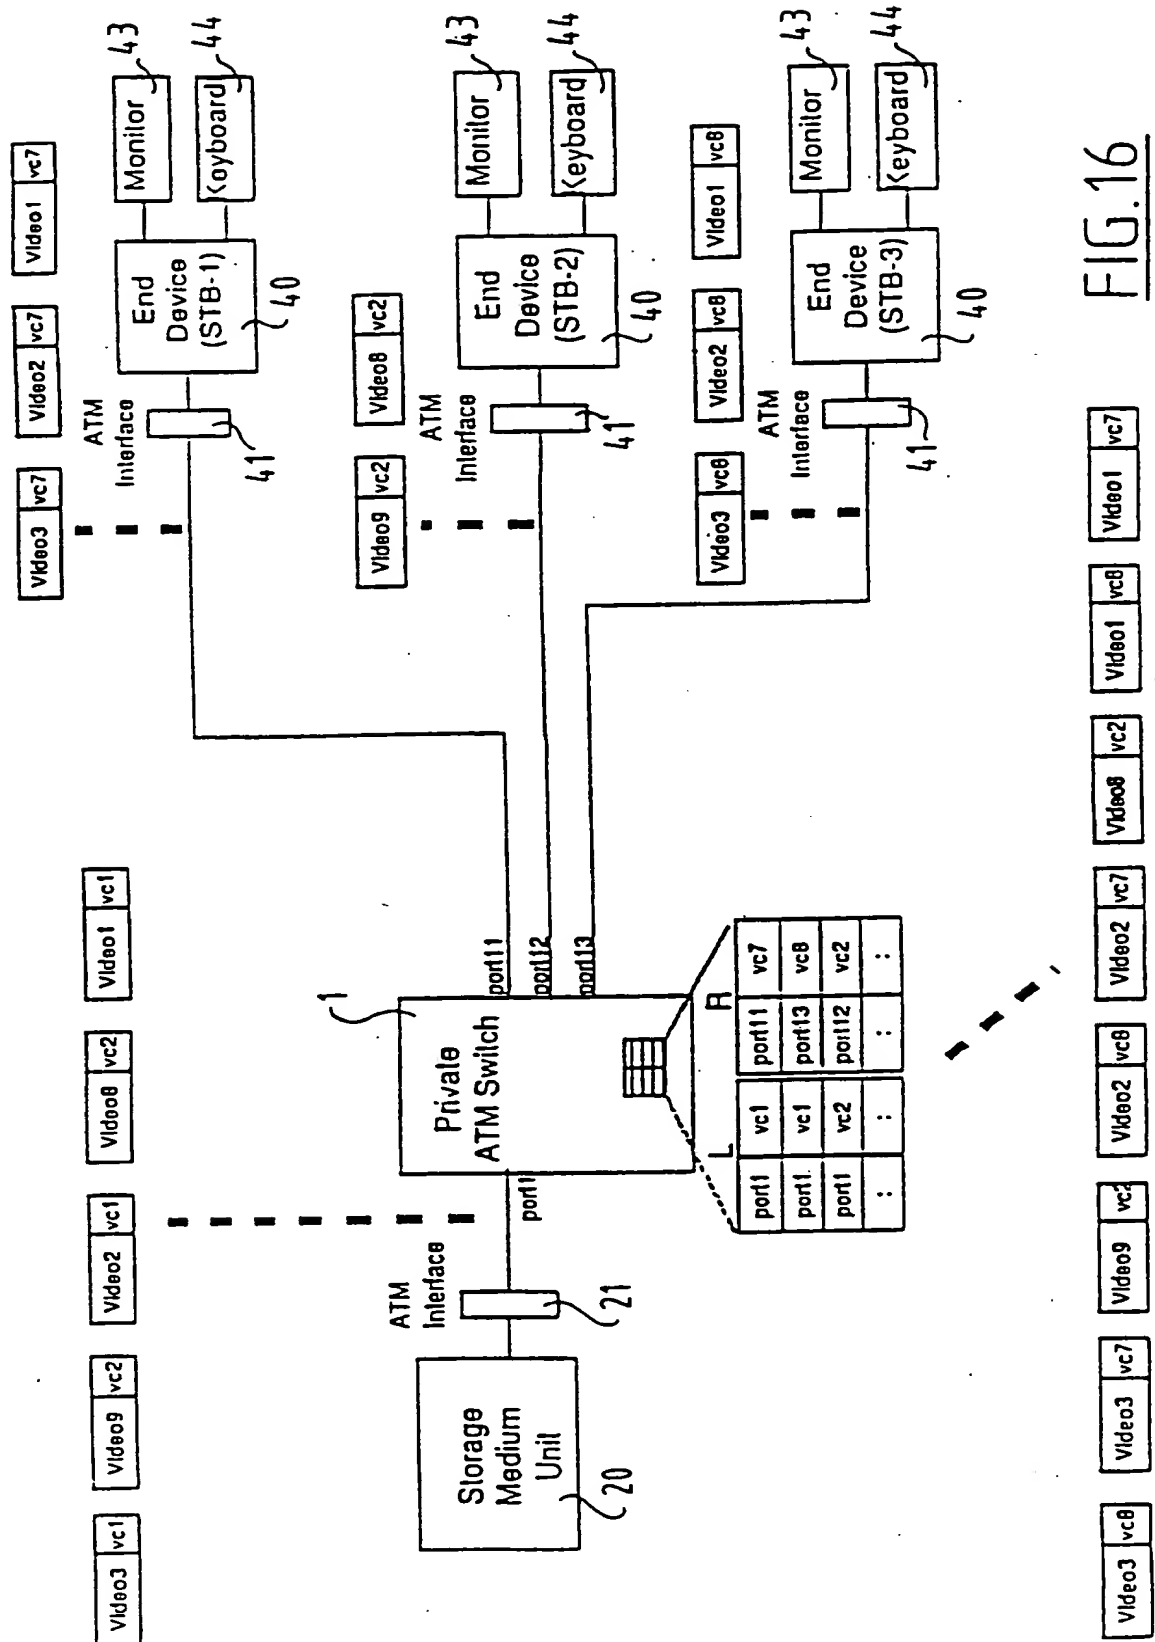 Video3 vc1
Video9 vc2
Video2 vc1
Video8 vc2
Video1 vc1
Video3 vc7
Video2 vc7
Video1 vc7
Storage
Medium
Unit
20
ATM
Interface
21
port1
Private
ATM Switch
1
port11
port12
port13
L R
port1 vc1 port11 vc7
port1 vc1 port13 vc8
port1 vc2 port12 vc2
: : : :
ATM
Interface
41
End
Device
(STB-1)
40
Monitor
43
Keyboard
44
Video9 vc2
Video8 vc2
ATM
Interface
41
End
Device
(STB-2)
40
Monitor
43
Keyboard
44
Video3 vc8
Video2 vc8
Video1 vc8
ATM
Interface
41
End
Device
(STB-3)
40
Monitor
43
Keyboard
44
Video3 vc8
Video3 vc7
Video9 vc2
Video2 vc8
Video2 vc7
Video8 vc2
Video1 vc8
Video1 vc7
FIG.16